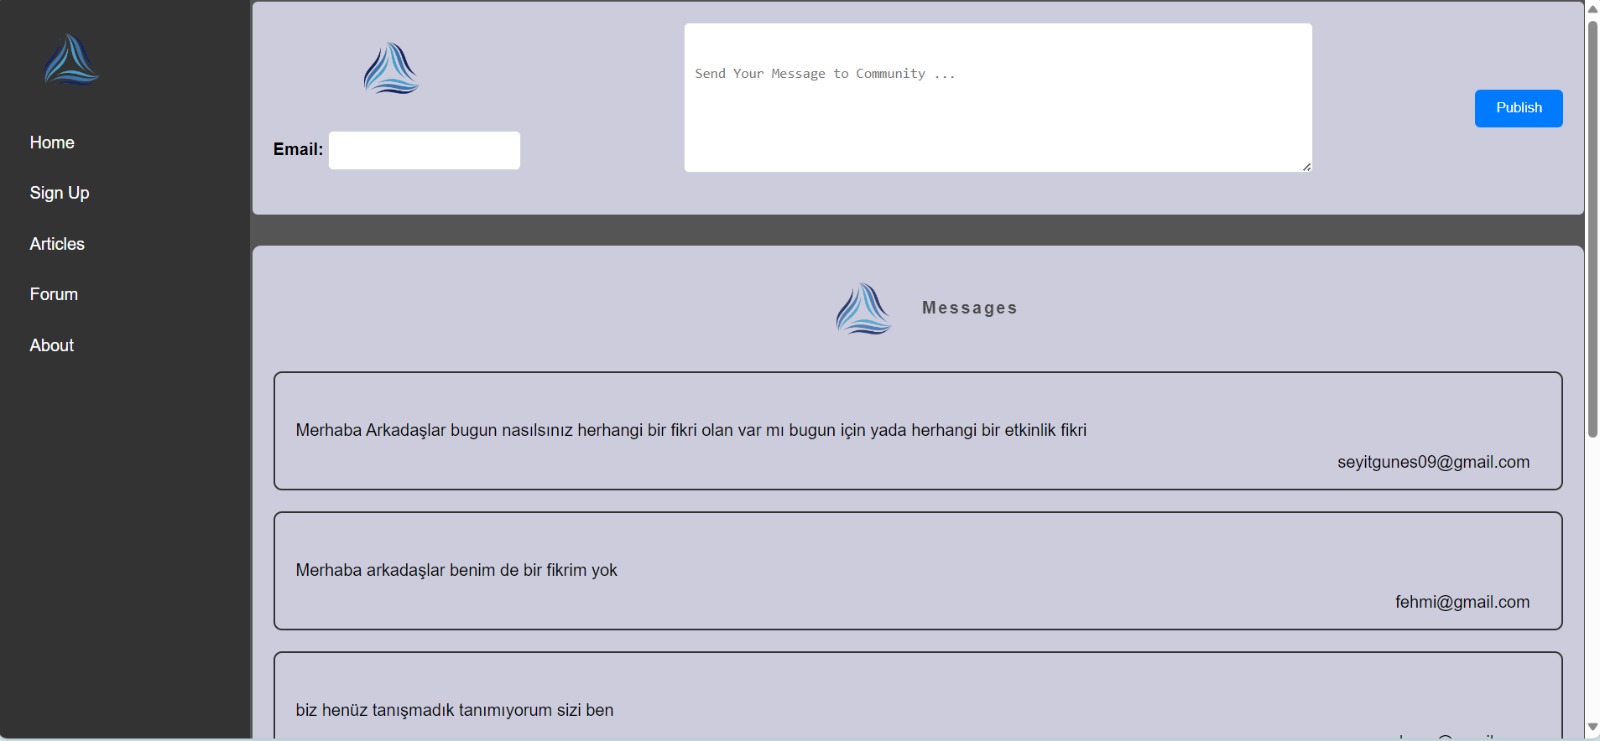 Home
Sign Up
Articles
Forum
About
Send Your Message to Community ...
Email:
Publish
Messages
Merhaba Arkadaşlar bugun nasılsınız herhangi bir fikri olan var mı bugun için yada herhangi bir etkinlik fikri
seyitgunes09@gmail.com
Merhaba arkadaşlar benim de bir fikrim yok
fehmi@gmail.com
biz henüz tanışmadık tanımıyorum sizi ben